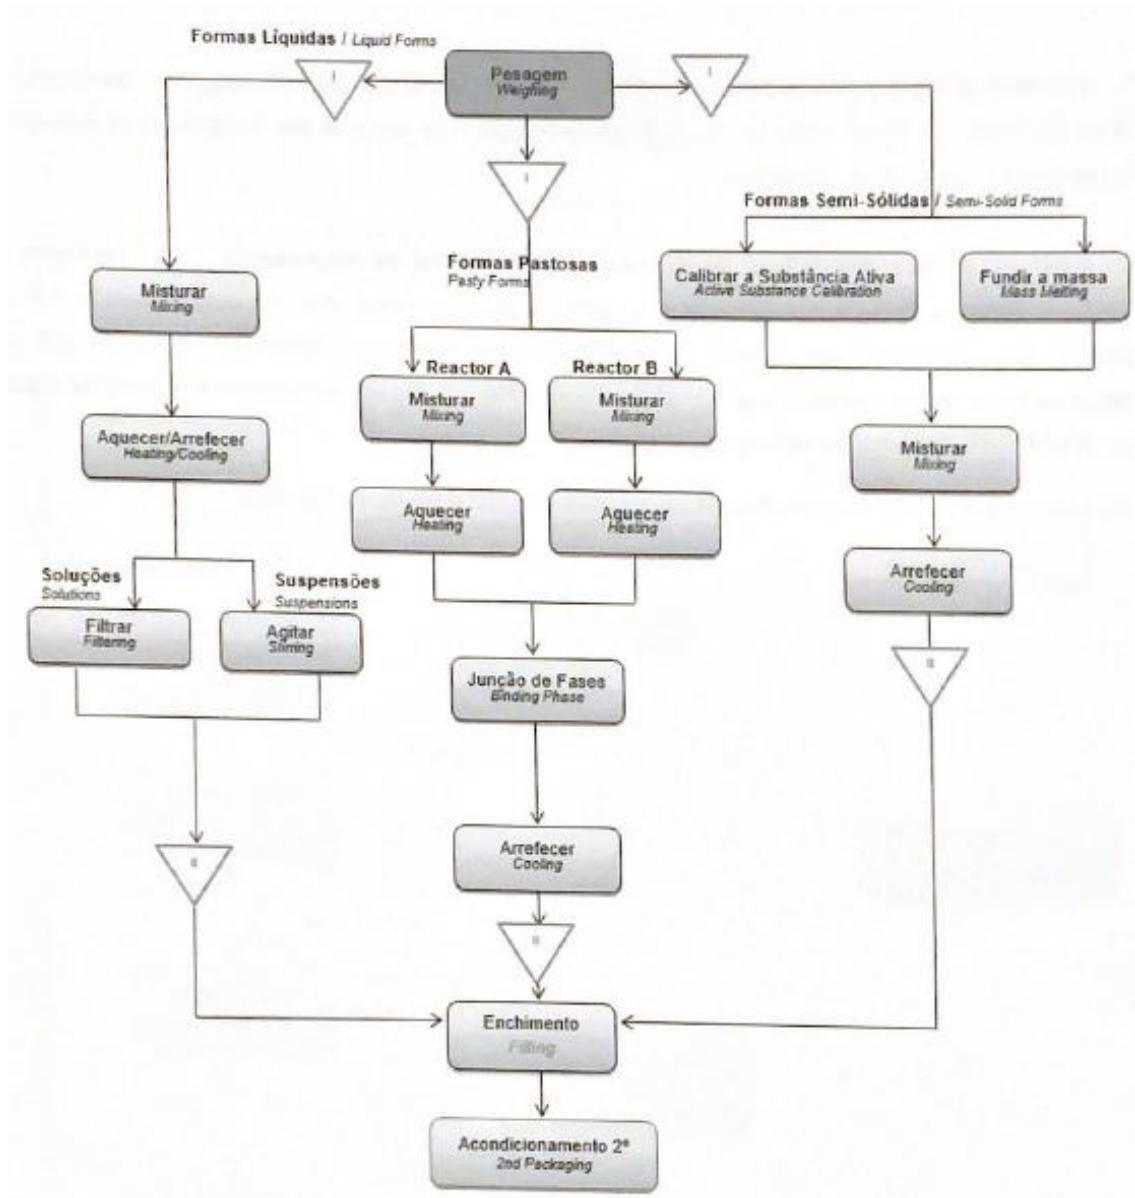 Formas Líquidas / Liquid Forms
Pesagem
Weighing
I
I
I
Formas Semi-Sólidas / Semi-Solid Forms
Formas Pastosas
Pasty Forms
Misturar
Mixing
Calibrar a Substância Ativa
Active Substance Calibration
Fundir a massa
Mass Melting
Reactor A
Reactor B
Misturar
Mixing
Misturar
Mixing
Aquecer/Arrefecer
Heating/Cooling
Misturar
Mixing
Aquecer
Heating
Aquecer
Heating
Soluções
Solutions
Suspensões
Suspensions
Arrefecer
Cooling
Filtrar
Filtering
Agitar
Stirring
Junção de Fases
Binding Phase
II
Arrefecer
Cooling
II
II
Enchimento
Filling
Acondicionamento 2º
2nd Packaging